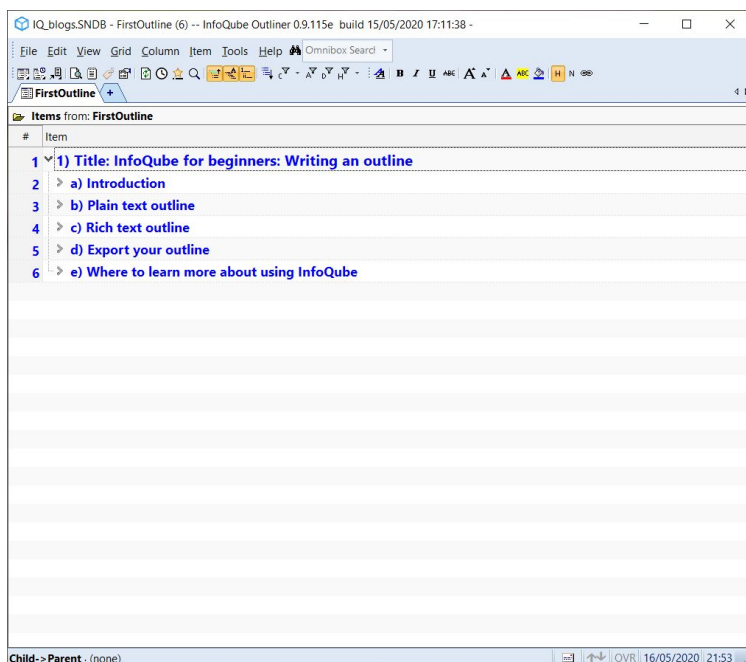 IQ_blogs.SNDB - FirstOutline (6) -- InfoQube Outliner 0.9.115e build 15/05/2020 17:11:38 -
File Edit View Grid Column Item Tools Help Omnibox Search
B I U ABC A A A ABC H N
FirstOutline +
Items from: FirstOutline
# Item
1 1) Title: InfoQube for beginners: Writing an outline
2 a) Introduction
3 b) Plain text outline
4 c) Rich text outline
5 d) Export your outline
6 e) Where to learn more about using InfoQube
Child->Parent . (none) OVR 16/05/2020 21:53